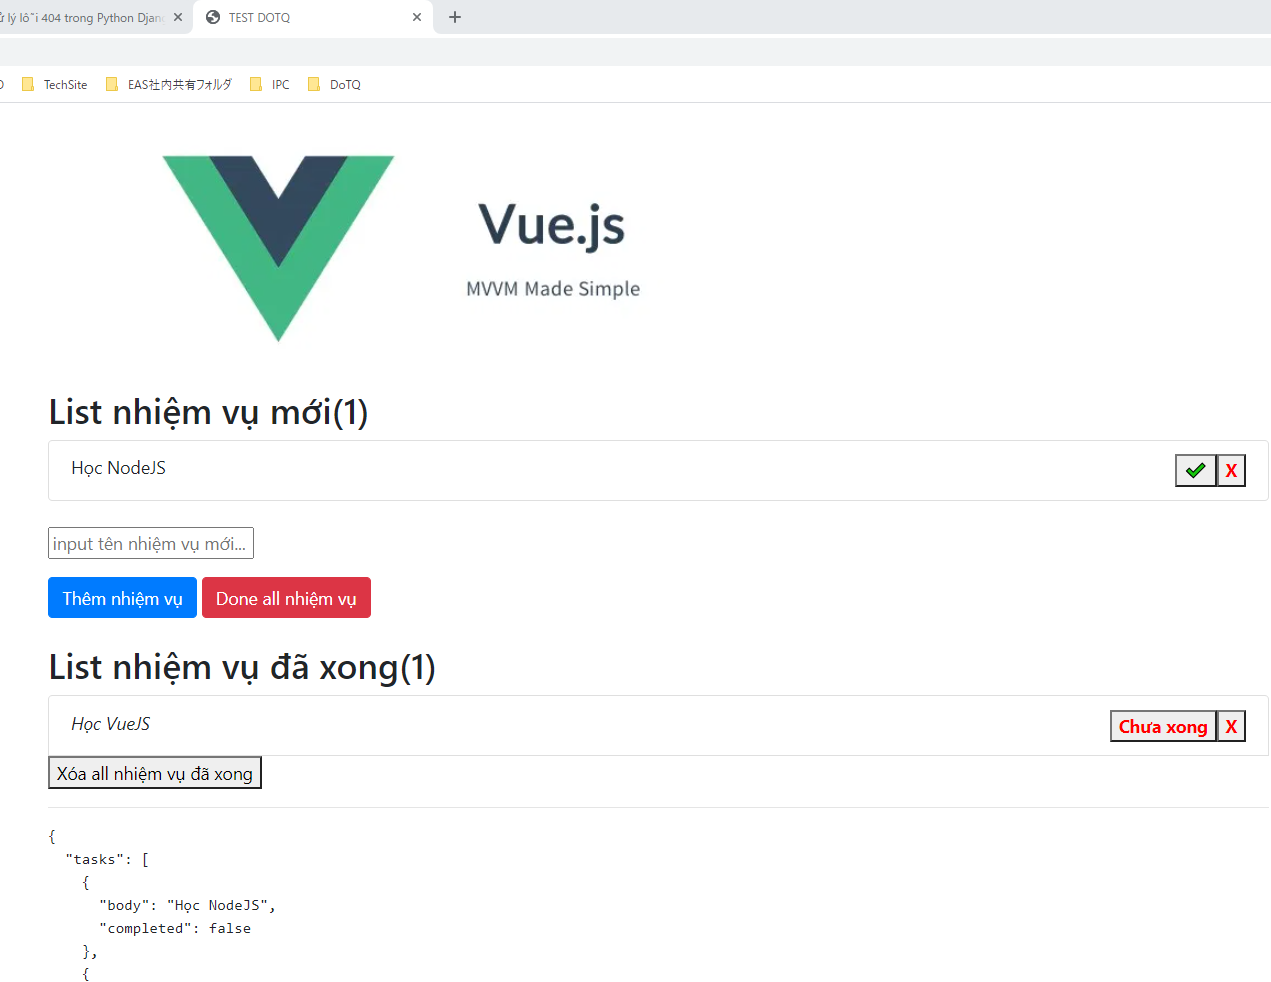 lý lỗi 404 trong Python Djan
TEST DOTQ
TechSite
EAS社内共有フォルダ
IPC
DoTQ
Vue.js
MVVM Made Simple
List nhiệm vụ mới(1)
Học NodeJS
X
input tên nhiệm vụ mới...
Thêm nhiệm vụ Done all nhiệm vụ
List nhiệm vụ đã xong(1)
Học VueJS
Chưa xong X
Xóa all nhiệm vụ đã xong
{
"tasks": [
{
"body": "Học NodeJS",
"completed": false
},
{